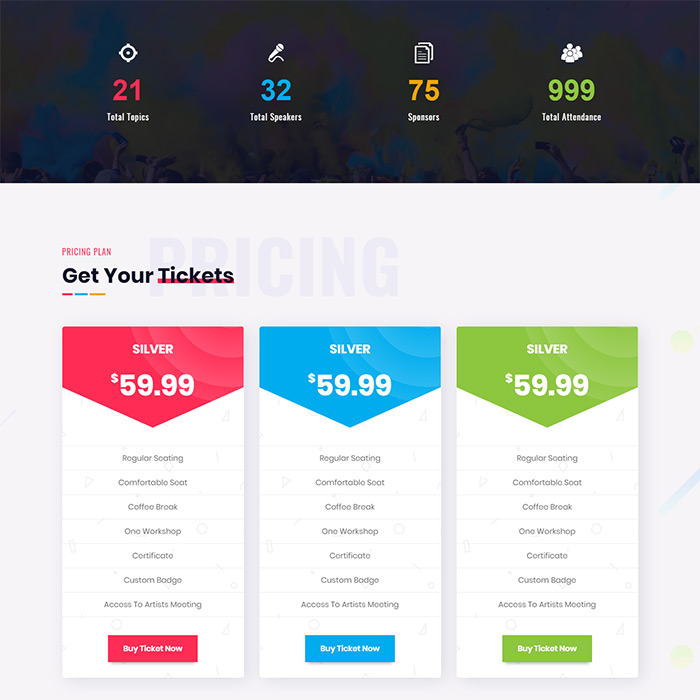 21 32 75 999
Total Topics Total Speakers Sponsors Total Attendance
PRICING
PRICING PLAN
Get Your Tickets
SILVER
$59.99
Regular Seating
Comfortable Seat
Coffee Break
One Workshop
Certificate
Custom Badge
Access To Artists Meeting
Buy Ticket Now
SILVER
$59.99
Regular Seating
Comfortable Seat
Coffee Break
One Workshop
Certificate
Custom Badge
Access To Artists Meeting
Buy Ticket Now
SILVER
$59.99
Regular Seating
Comfortable Seat
Coffee Break
One Workshop
Certificate
Custom Badge
Access To Artists Meeting
Buy Ticket Now